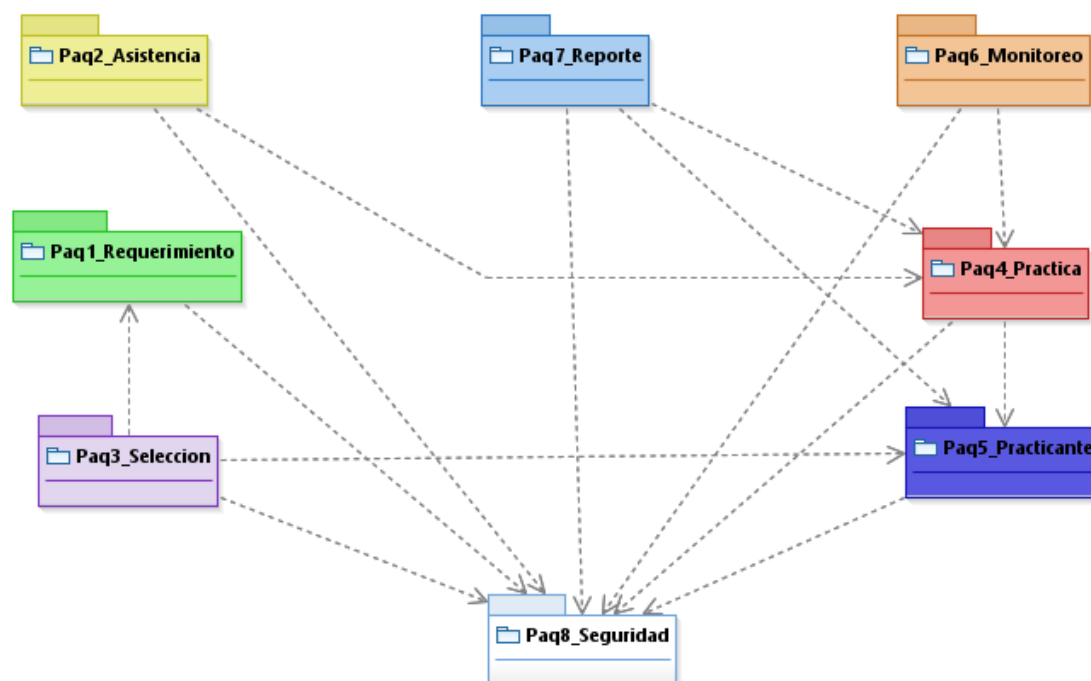 Paq2_Asistencia
Paq7_Reporte
Paq6_Monitoreo
Paq1_Requerimiento
Paq4_Practica
Paq3_Seleccion
Paq5_Practicante
Paq8_Seguridad